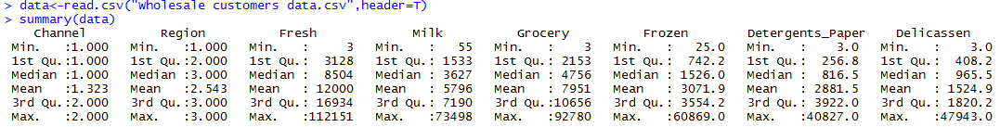 > data<-read.csv("Wholesale customers data.csv",header=T)
> summary(data)
Channel Region Fresh Milk Grocery Frozen Detergents_Paper Delicassen
Min. :1.000 Min. :1.000 Min. : 3 Min. : 55 Min. : 3 Min. : 25.0 Min. : 3.0 Min. : 3.0
1st Qu.:1.000 1st Qu.:2.000 1st Qu.: 3128 1st Qu.: 1533 1st Qu.: 2153 1st Qu.: 742.2 1st Qu.: 256.8 1st Qu.: 408.2
Median :1.000 Median :3.000 Median : 8504 Median : 3627 Median : 4756 Median : 1526.0 Median : 816.5 Median : 965.5
Mean :1.323 Mean :2.543 Mean : 12000 Mean : 5796 Mean : 7951 Mean : 3071.9 Mean : 2881.5 Mean : 1524.9
3rd Qu.:2.000 3rd Qu.:3.000 3rd Qu.: 16934 3rd Qu.: 7190 3rd Qu.:10656 3rd Qu.: 3554.2 3rd Qu.: 3922.0 3rd Qu.: 1820.2
Max. :2.000 Max. :3.000 Max. :112151 Max. :73498 Max. :92780 Max. :60869.0 Max. :40827.0 Max. :47943.0